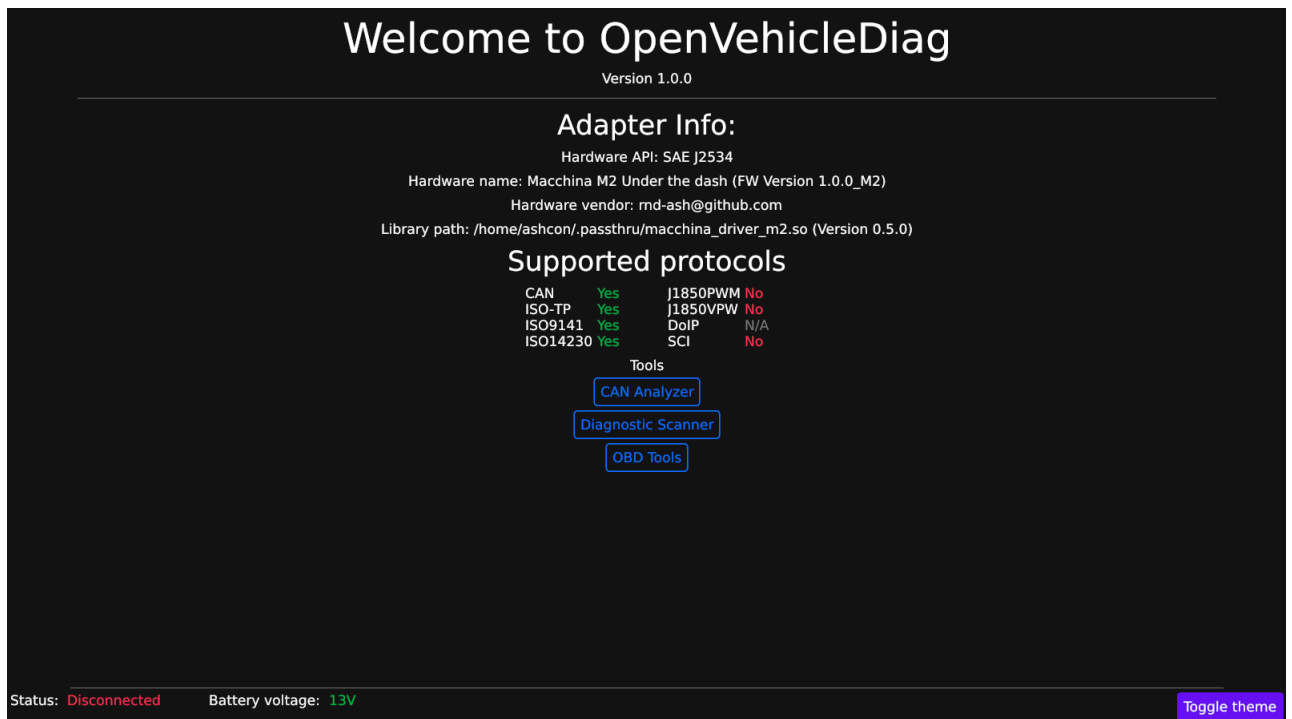 Welcome to OpenVehicleDiag
Version 1.0.0
Adapter Info:
Hardware API: SAE J2534
Hardware name: Macchina M2 Under the dash (FW Version 1.0.0_M2)
Hardware vendor: rnd-ash@github.com
Library path: /home/ashcon/.passthru/macchina_driver_m2.so (Version 0.5.0)
Supported protocols
CAN Yes J1850PWM No
ISO-TP Yes J1850VPW No
ISO9141 Yes DoIP N/A
ISO14230 Yes SCI No
Tools
CAN Analyzer
Diagnostic Scanner
OBD Tools
Status: Disconnected Battery voltage: 13V
Toggle theme